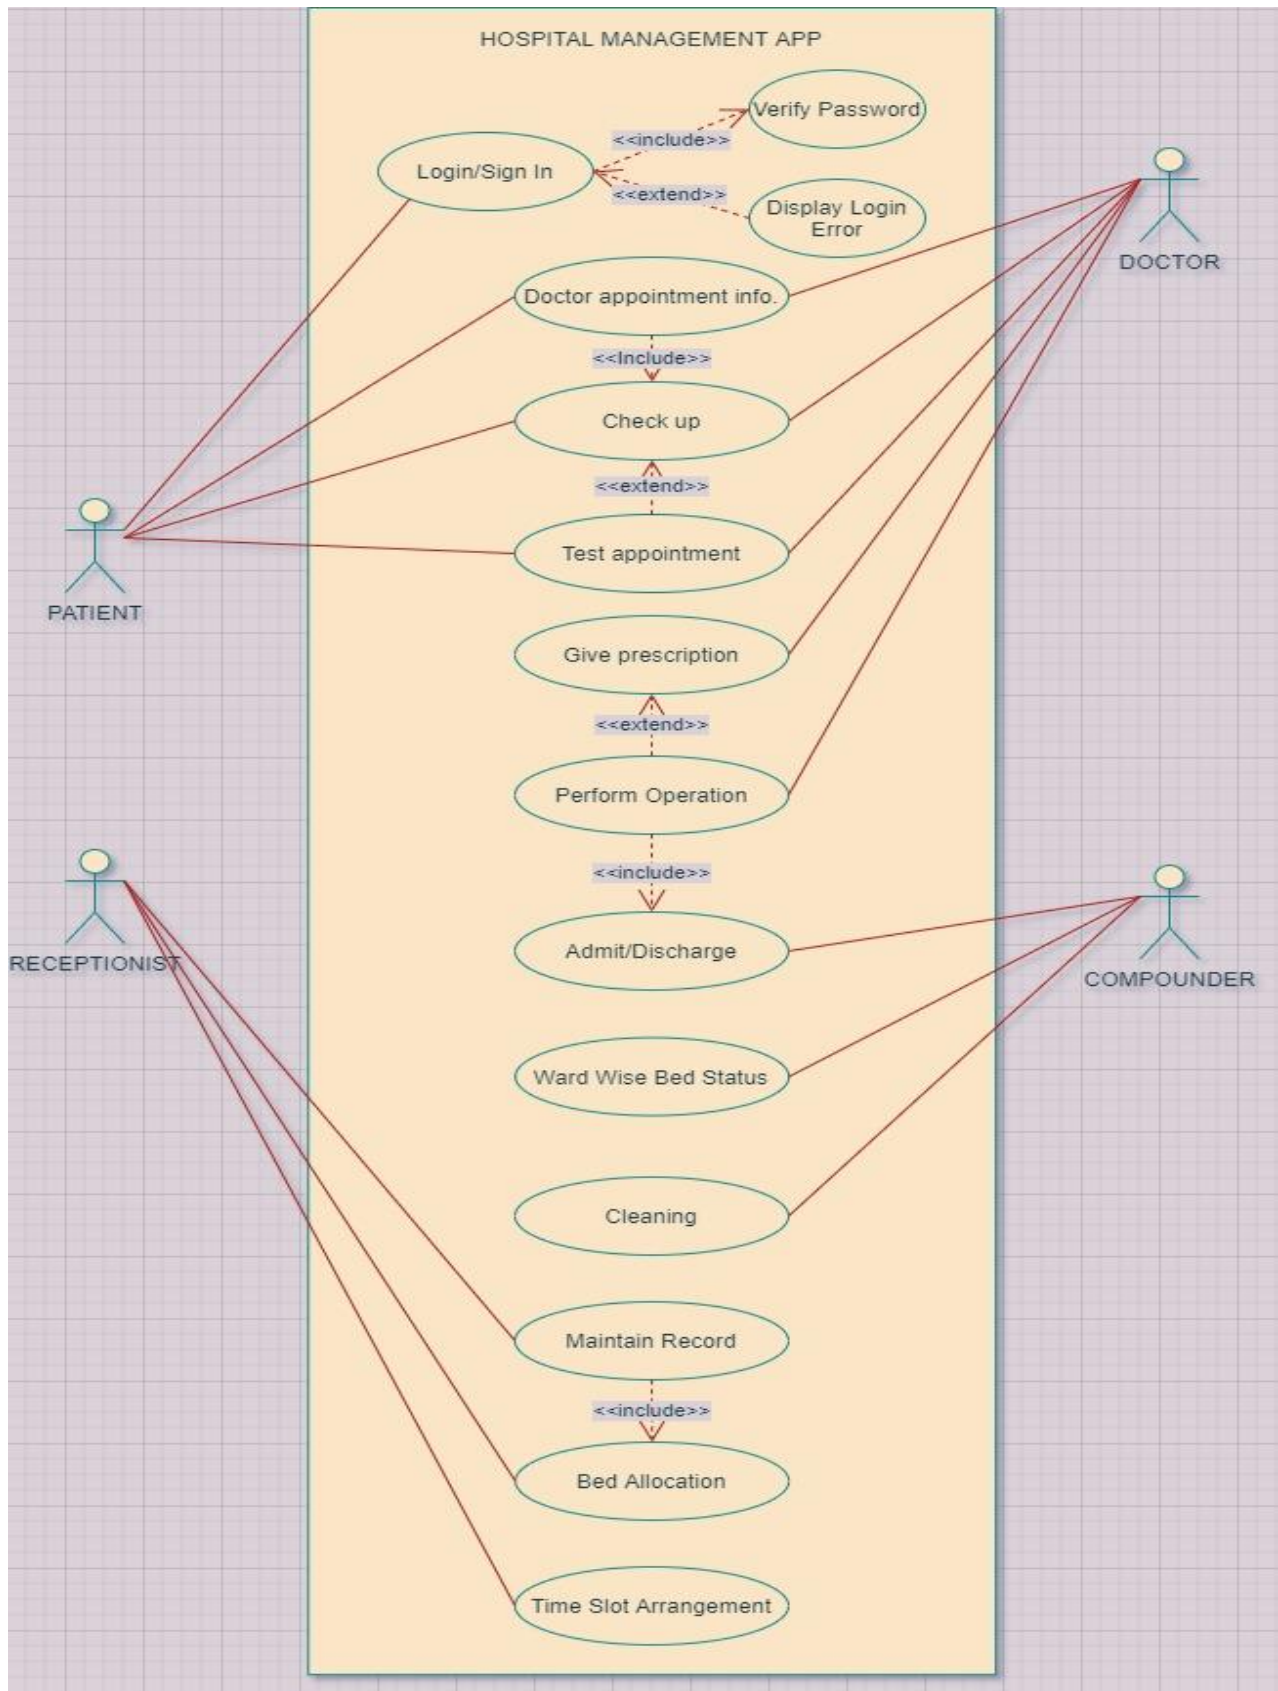 HOSPITAL MANAGEMENT APP
Verify Password
<<include>>
Login/Sign In
<<extend>>
Display Login
Error
DOCTOR
Doctor appointment info.
<<Include>>
Check up
<<extend>>
Test appointment
PATIENT
Give prescription
<<extend>>
Perform Operation
<<include>>
Admit/Discharge
RECEPTIONIST
COMPOUNDER
Ward Wise Bed Status
Cleaning
Maintain Record
<<include>>
Bed Allocation
Time Slot Arrangement